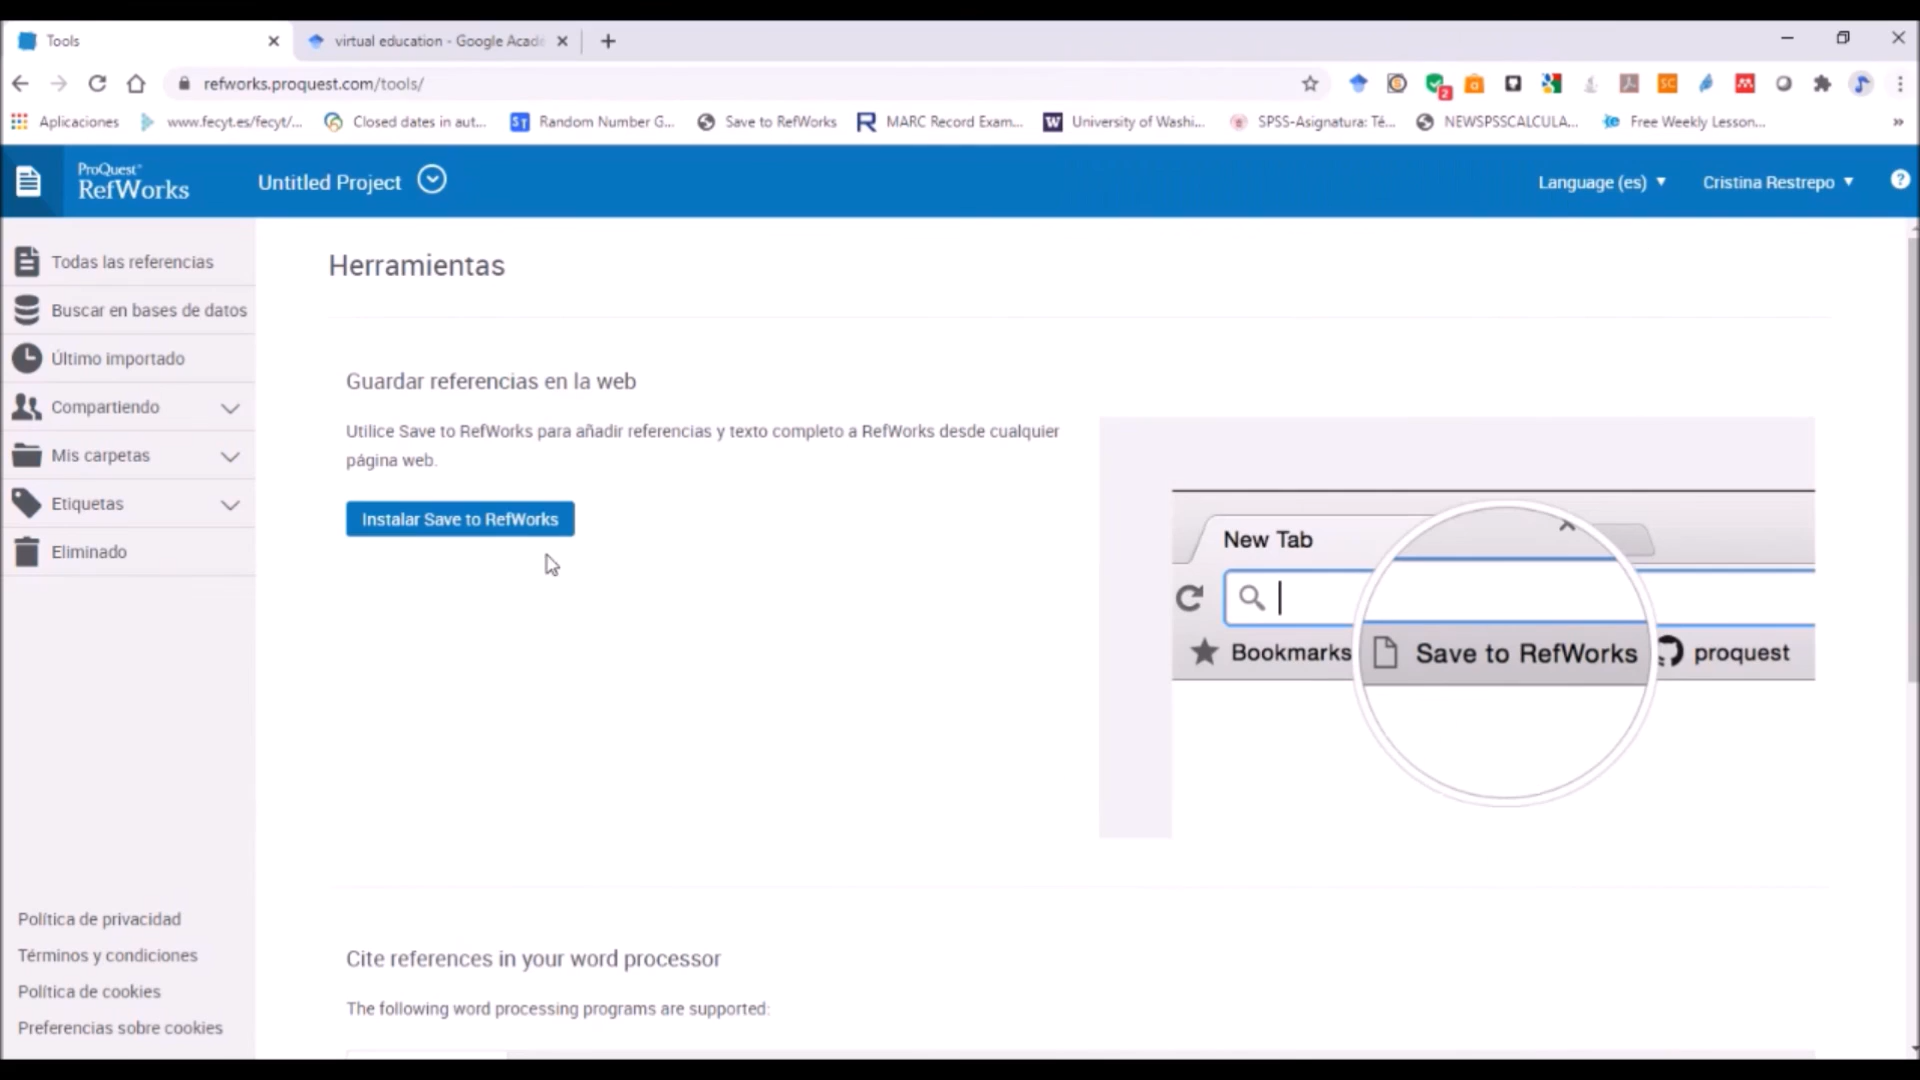 Tools
virtual education - Google Acad
refworks.proquest.com/tools/
2
SC
Aplicaciones
www.fecyt.es/fecyt/...
Closed dates in aut...
ST
Random Number G...
Save to RefWorks
R
MARC Record Exam...
W
University of Washi...
SPSS-Asignatura: Té...
NEWSPSSCALCULA...
Free Weekly Lesson...
»
ProQuest®
RefWorks
Untitled Project
Language (es)
Cristina Restrepo
?
Todas las referencias
Buscar en bases de datos
Último importado
Compartiendo
Mis carpetas
Etiquetas
Eliminado
Política de privacidad
Términos y condiciones
Política de cookies
Preferencias sobre cookies
Herramientas
Guardar referencias en la web
Utilice Save to RefWorks para añadir referencias y texto completo a RefWorks desde cualquier
página web.
Instalar Save to RefWorks
New Tab
Bookmarks
Save to RefWorks
proquest
Cite references in your word processor
The following word processing programs are supported: